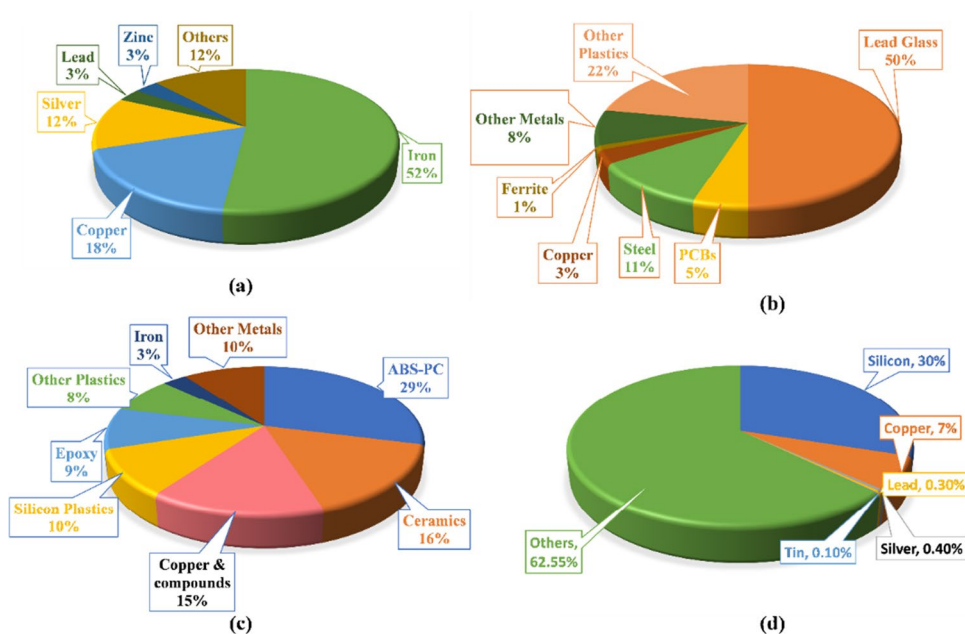 Zinc
3%
Others
12%
Lead
3%
Silver
12%
Iron
52%
Copper
18%
(a)
Other
Plastics
22%
Lead Glass
50%
Other Metals
8%
Ferrite
1%
Copper
3%
Steel
11%
PCBs
5%
(b)
Iron
3%
Other Metals
10%
ABS-PC
29%
Other Plastics
8%
Epoxy
9%
Silicon Plastics
10%
Ceramics
16%
Copper &
compounds
15%
(c)
Silicon, 30%
Copper, 7%
Lead, 0.30%
Others,
62.55%
Tin, 0.10%
Silver, 0.40%
(d)